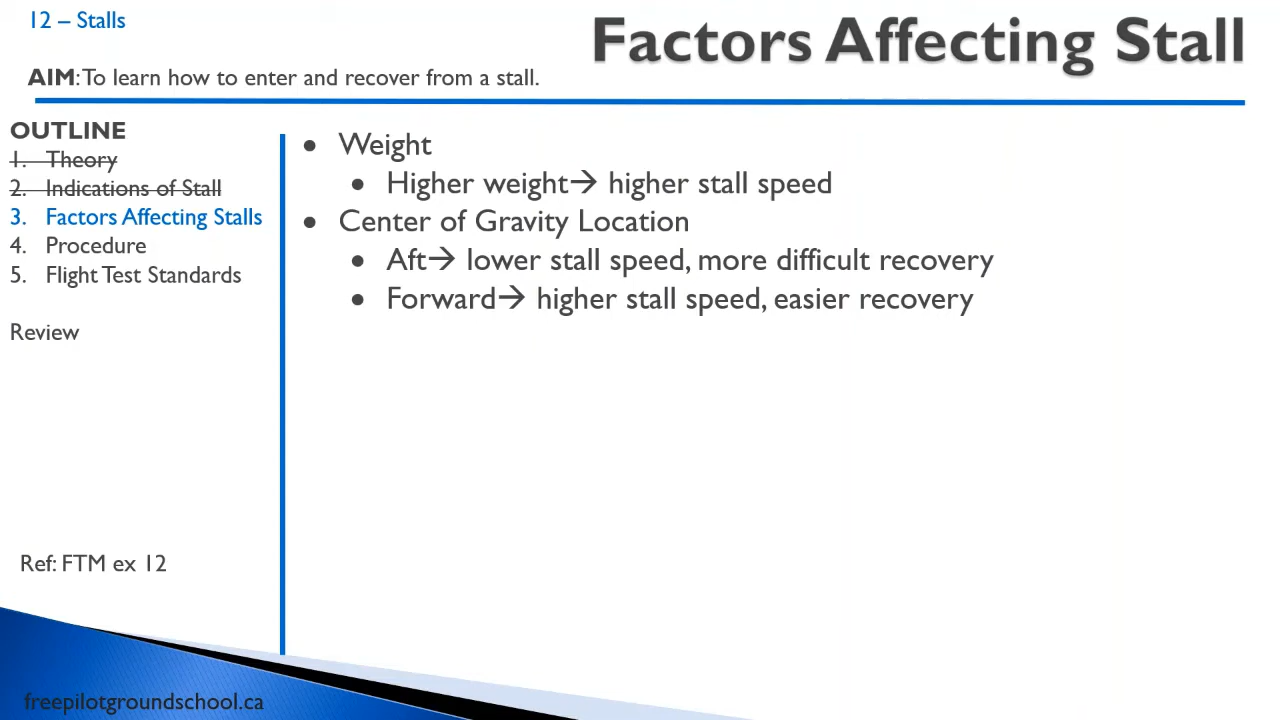 12 – Stalls
Factors Affecting Stall
AIM: To learn how to enter and recover from a stall.
OUTLINE
1. Theory
2. Indications of Stall
3. Factors Affecting Stalls
4. Procedure
5. Flight Test Standards
Review
Ref: FTM ex 12
freepilotgroundschool.ca
• Weight
• Higher weight→ higher stall speed
• Center of Gravity Location
• Aft→ lower stall speed, more difficult recovery
• Forward→ higher stall speed, easier recovery